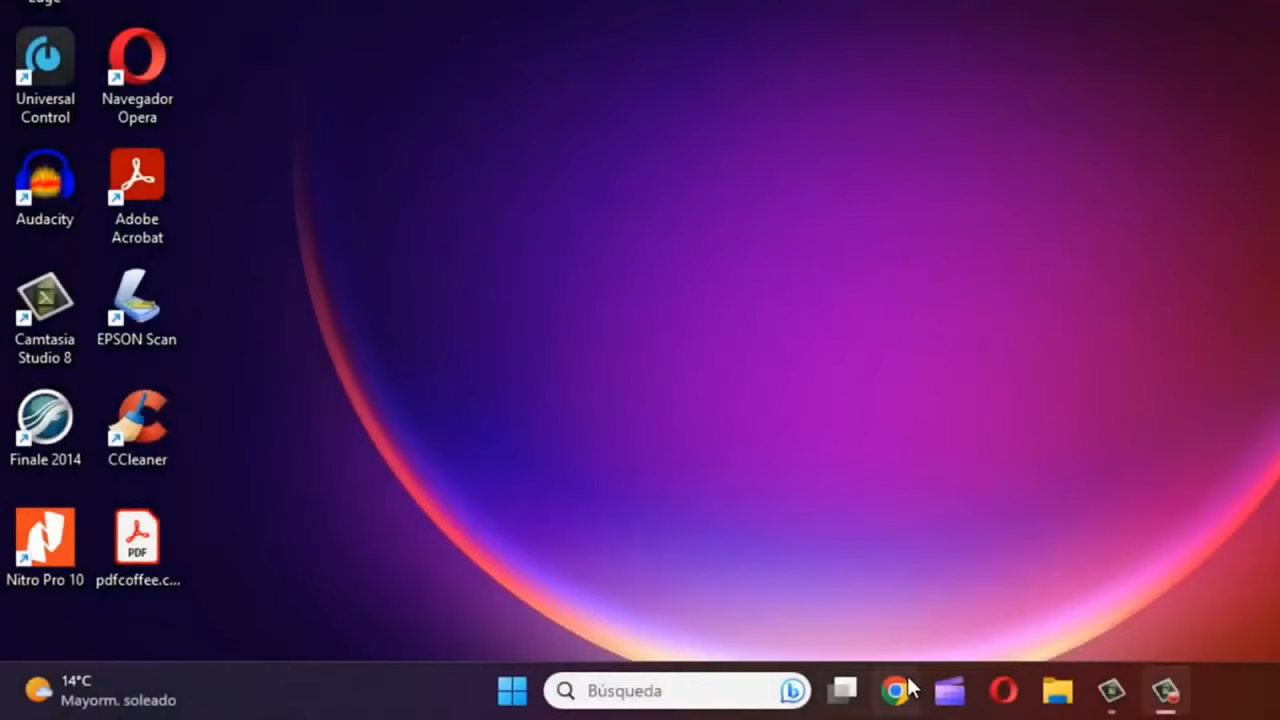 Edge
Universal
Control
Navegador
Opera
Audacity
Adobe
Acrobat
Camtasia
Studio 8
EPSON Scan
Finale 2014
CCleaner
Nitro Pro 10
PDF
pdfcoffee.c...
14°C
Mayorm. soleado
Búsqueda